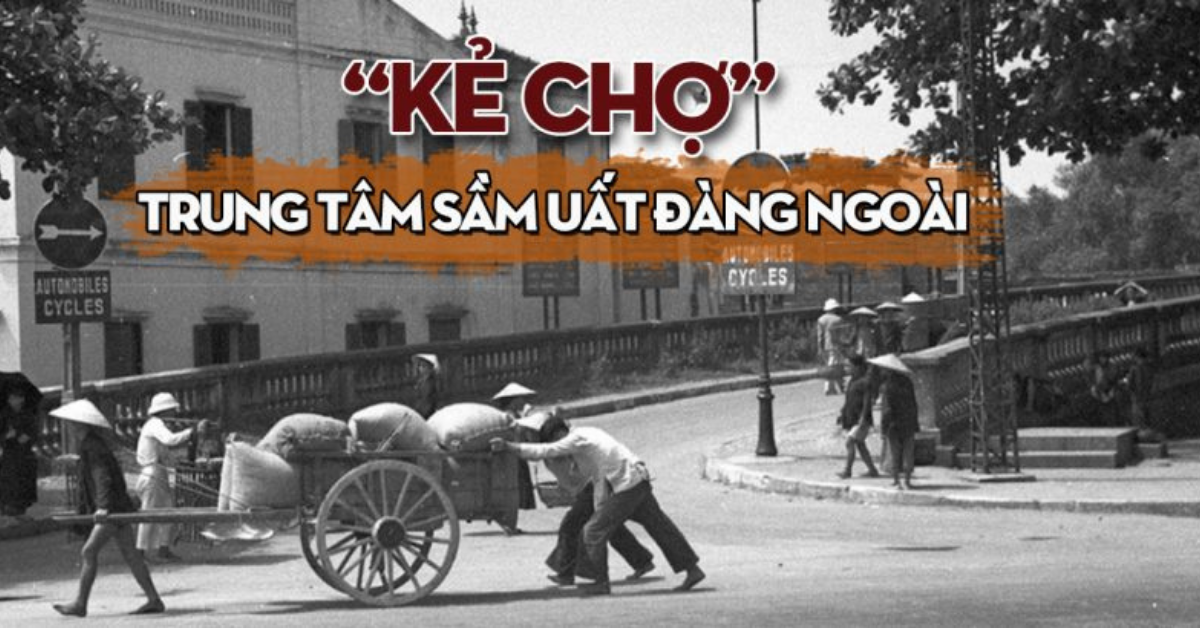 “KẺ CHỢ”
TRUNG TÂM SẦM UẤT ĐÀNG NGOÀI
AUTOMOBILES
CYCLES
AUTOMOBILES
CYCLES